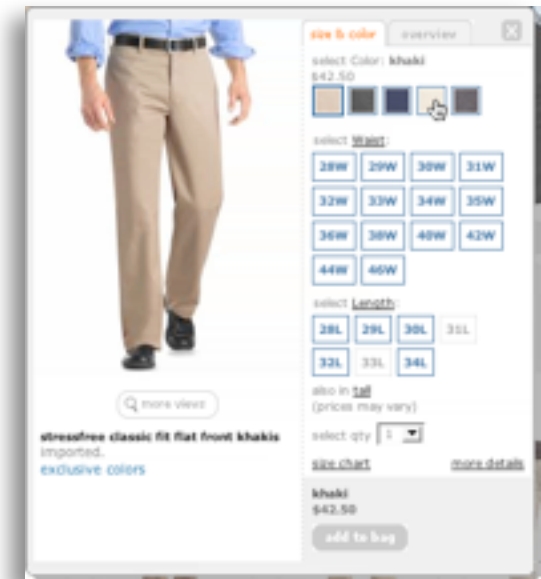 size & color
overview
select Color: khaki
$42.50
select Waist:
28W 29W 30W 31W
32W 33W 34W 35W
36W 38W 40W 42W
44W 46W
select Length:
28L 29L 30L 31L
32L 33L 34L
also in tall
(prices may vary)
select qty 1
size chart more details
more views
stressfree classic fit flat front khakis
imported.
exclusive colors
khaki
$42.50
add to bag